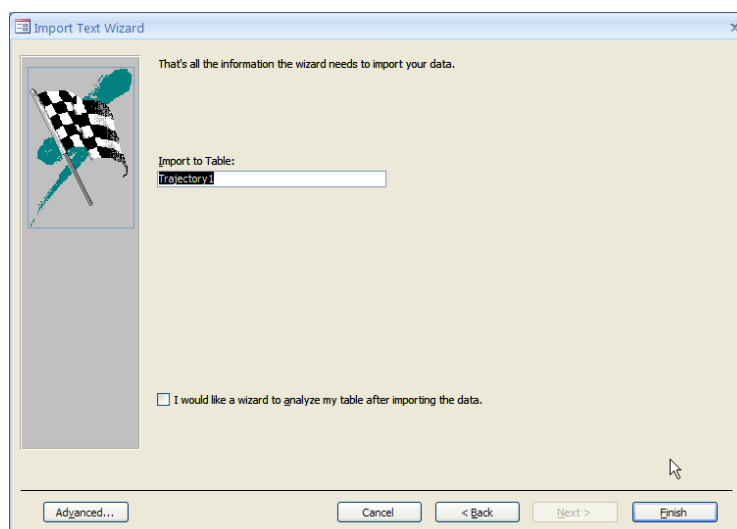 Import Text Wizard
That's all the information the wizard needs to import your data.
Import to Table:
Trajectory1
I would like a wizard to analyze my table after importing the data.
Advanced... Cancel < Back Next > Finish